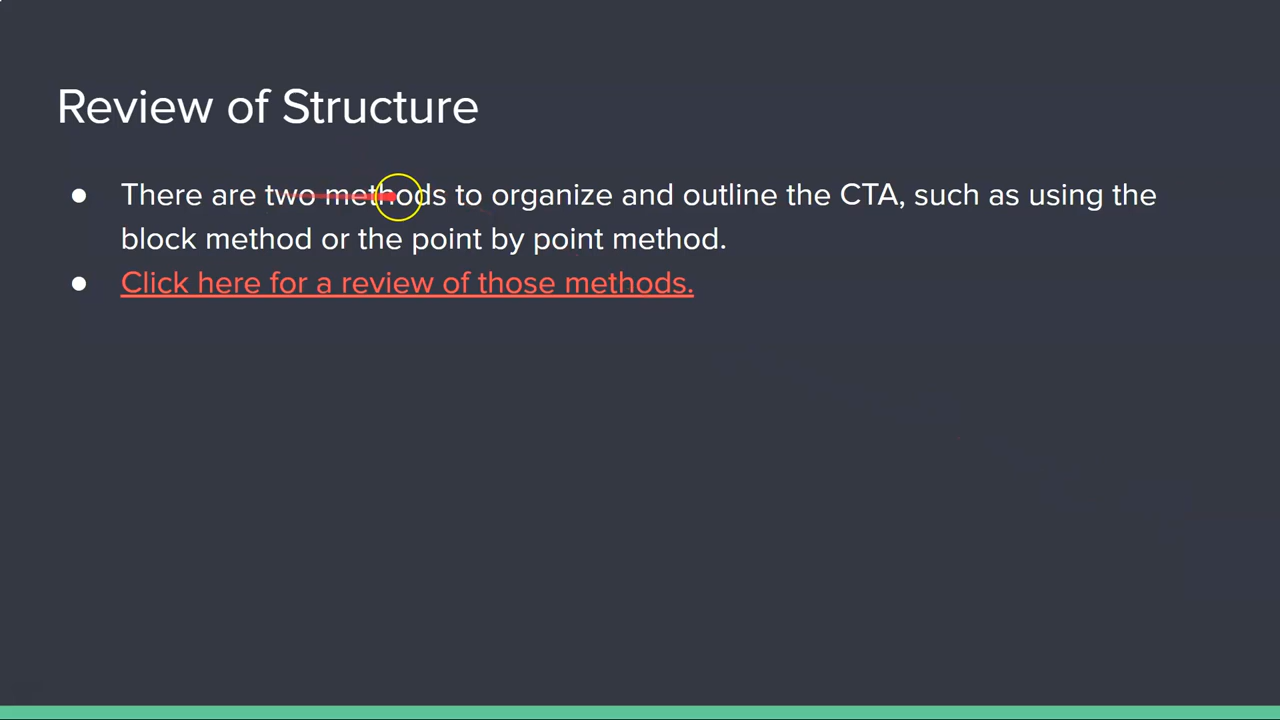 Review of Structure
● There are two methods to organize and outline the CTA, such as using the
block method or the point by point method.
● Click here for a review of those methods.